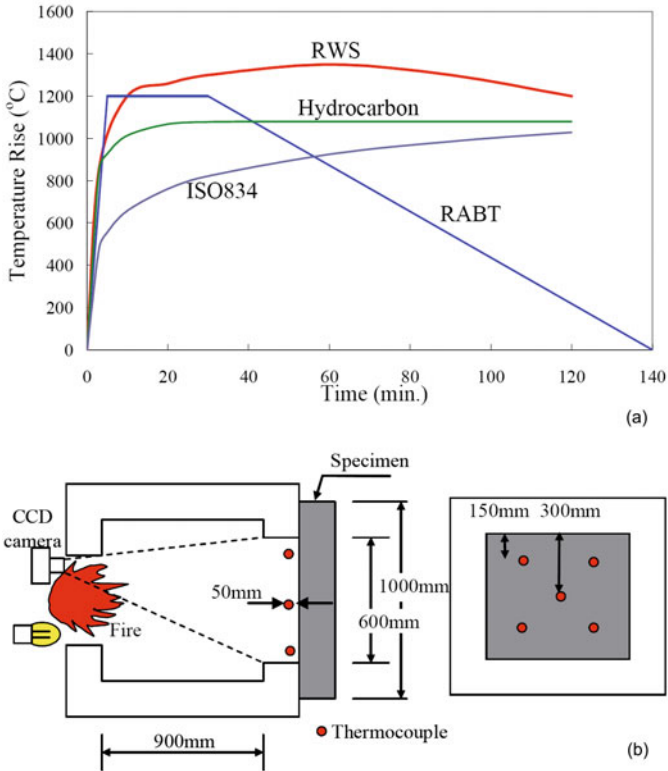 1600
1400
1200
1000
800
600
400
200
0
Temperature Rise (°C)
RWS
Hydrocarbon
ISO834
RABT
0 20 40 60 80 100 120 140
Time (min.)
(a)
Specimen
CCD
camera
150mm 300mm
50mm
1000mm
600mm
Fire
Thermocouple
900mm
(b)